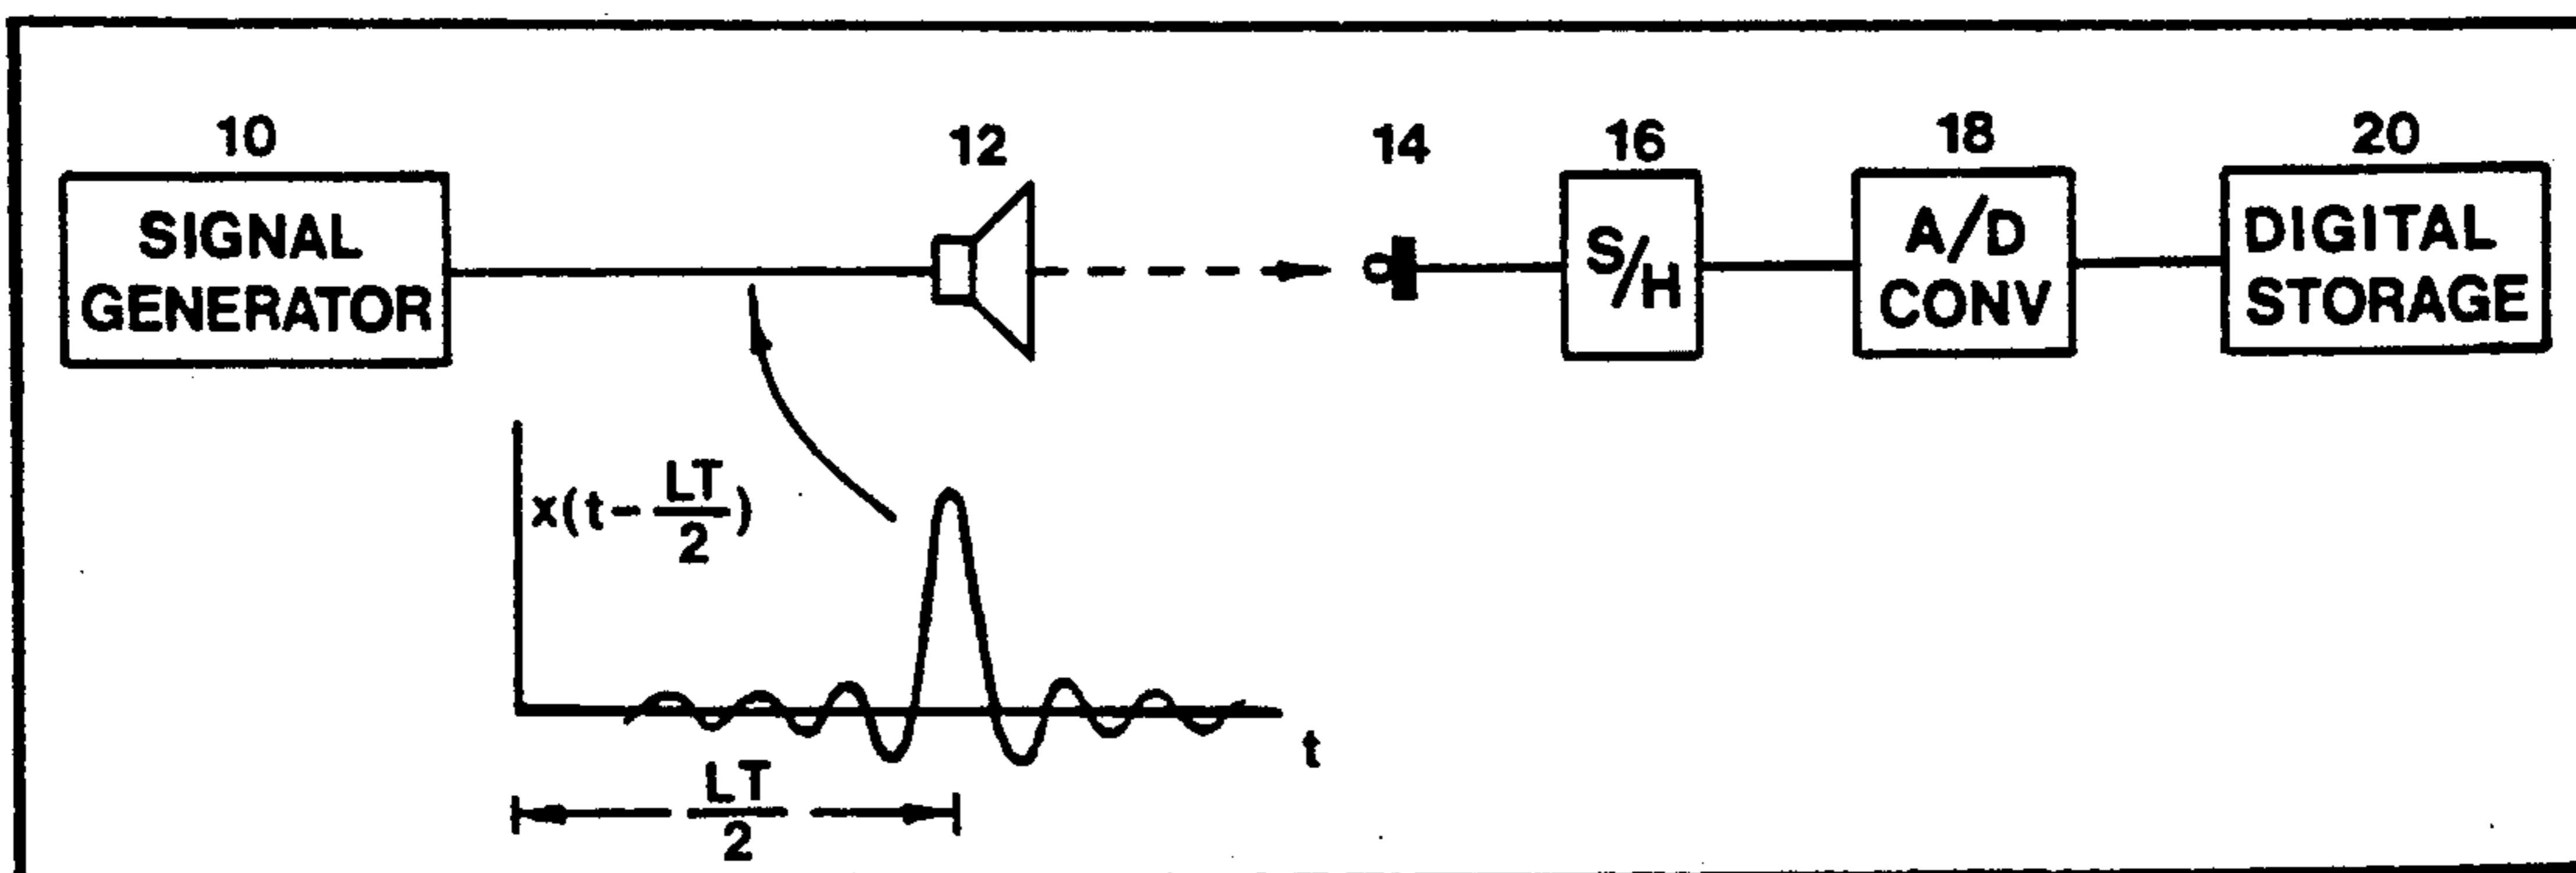 10
12
14
16
18
20
SIGNAL
GENERATOR
S/H
A/D
CONV
DIGITAL
STORAGE
x(t-LT/2)
t
LT/2